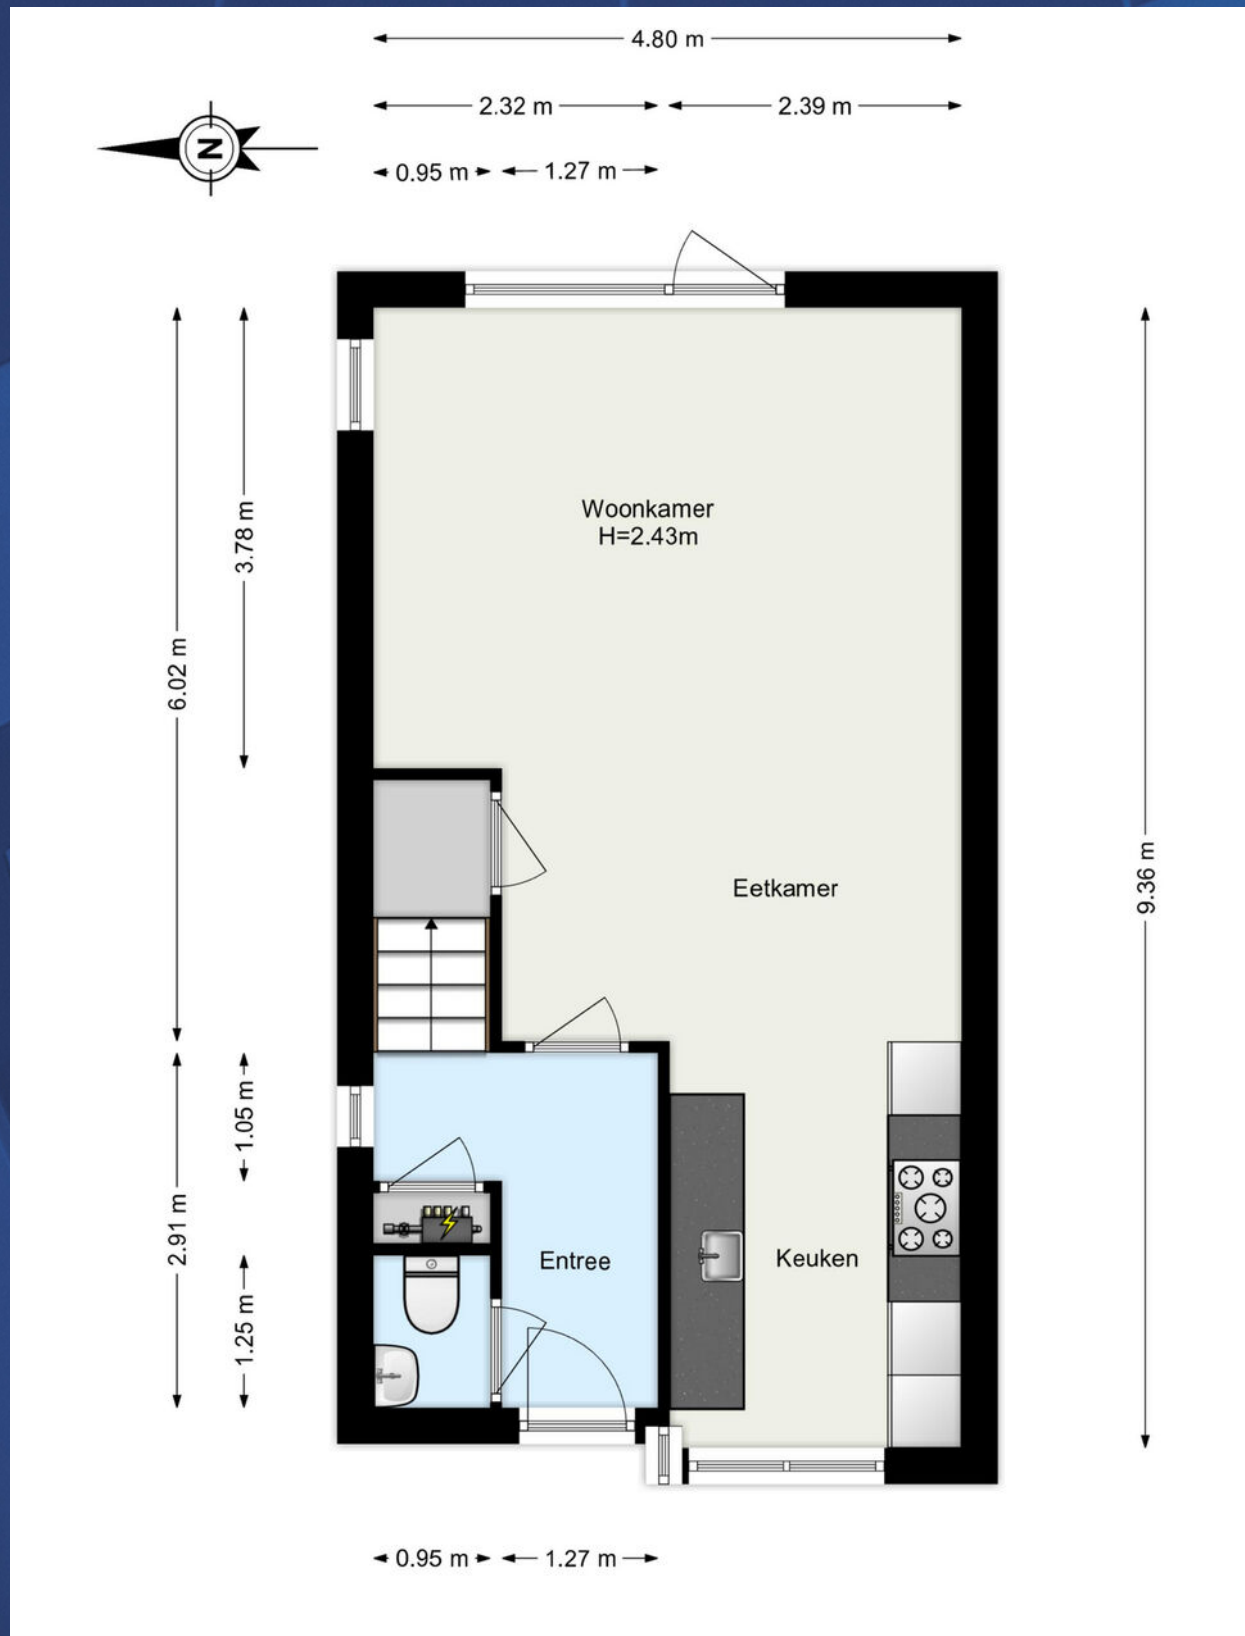 4.80 m
2.32 m
2.39 m
N
0.95 m
1.27 m
Woonkamer
H=2.43m
3.78 m
6.02 m
9.36 m
Eetkamer
1.05 m
2.91 m
Entree
Keuken
1.25 m
0.95 m
1.27 m